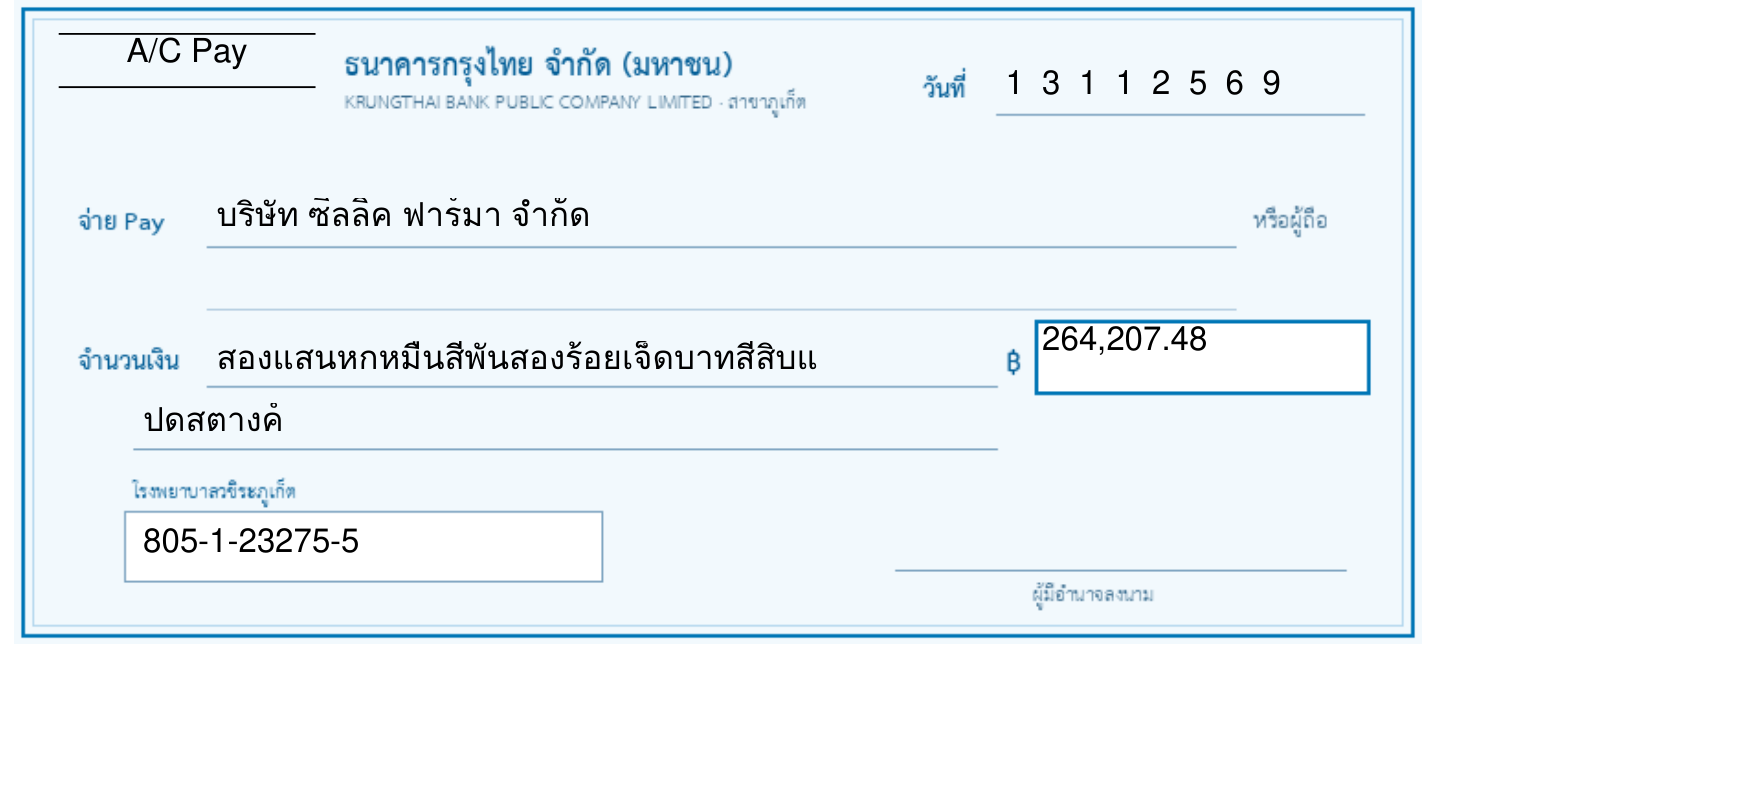 A/C Pay
ธนาคารกรุงไทย จำกัด (มหาชน)
KRUNGTHAI BANK PUBLIC COMPANY LIMITED · สาขาภูเก็ต
วันที่ 1 3 1 1 2 5 6 9
จ่าย Pay บริษัท ซิลลิค ฟาร์มา จำกัด หรือผู้ถือ
จำนวนเงิน สองแสนหกหมื่นสี่พันสองร้อยเจ็ดบาทสี่สิบแ ฿ 264,207.48
ปดสตางค์
โรงพยาบาลวชิระภูเก็ต
805-1-23275-5
ผู้มีอำนาจลงนาม